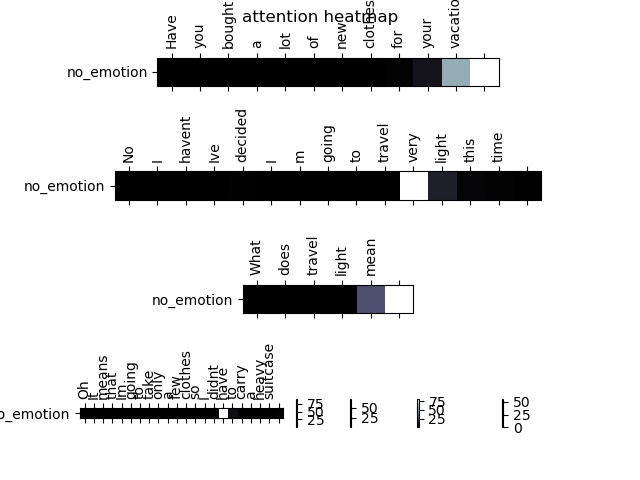 attention heatmap
Have you bought a lot of new clothes for your vacatio
no_emotion
No I havent Ive decided I m going to travel very light this time
no_emotion
What does travel light mean
no_emotion
Oh It means that Im going to take only a few clothes so I didnt have to carry a heavy suitcase
o_emotion
75 50 25
50 25
75 50 25
50 25 0